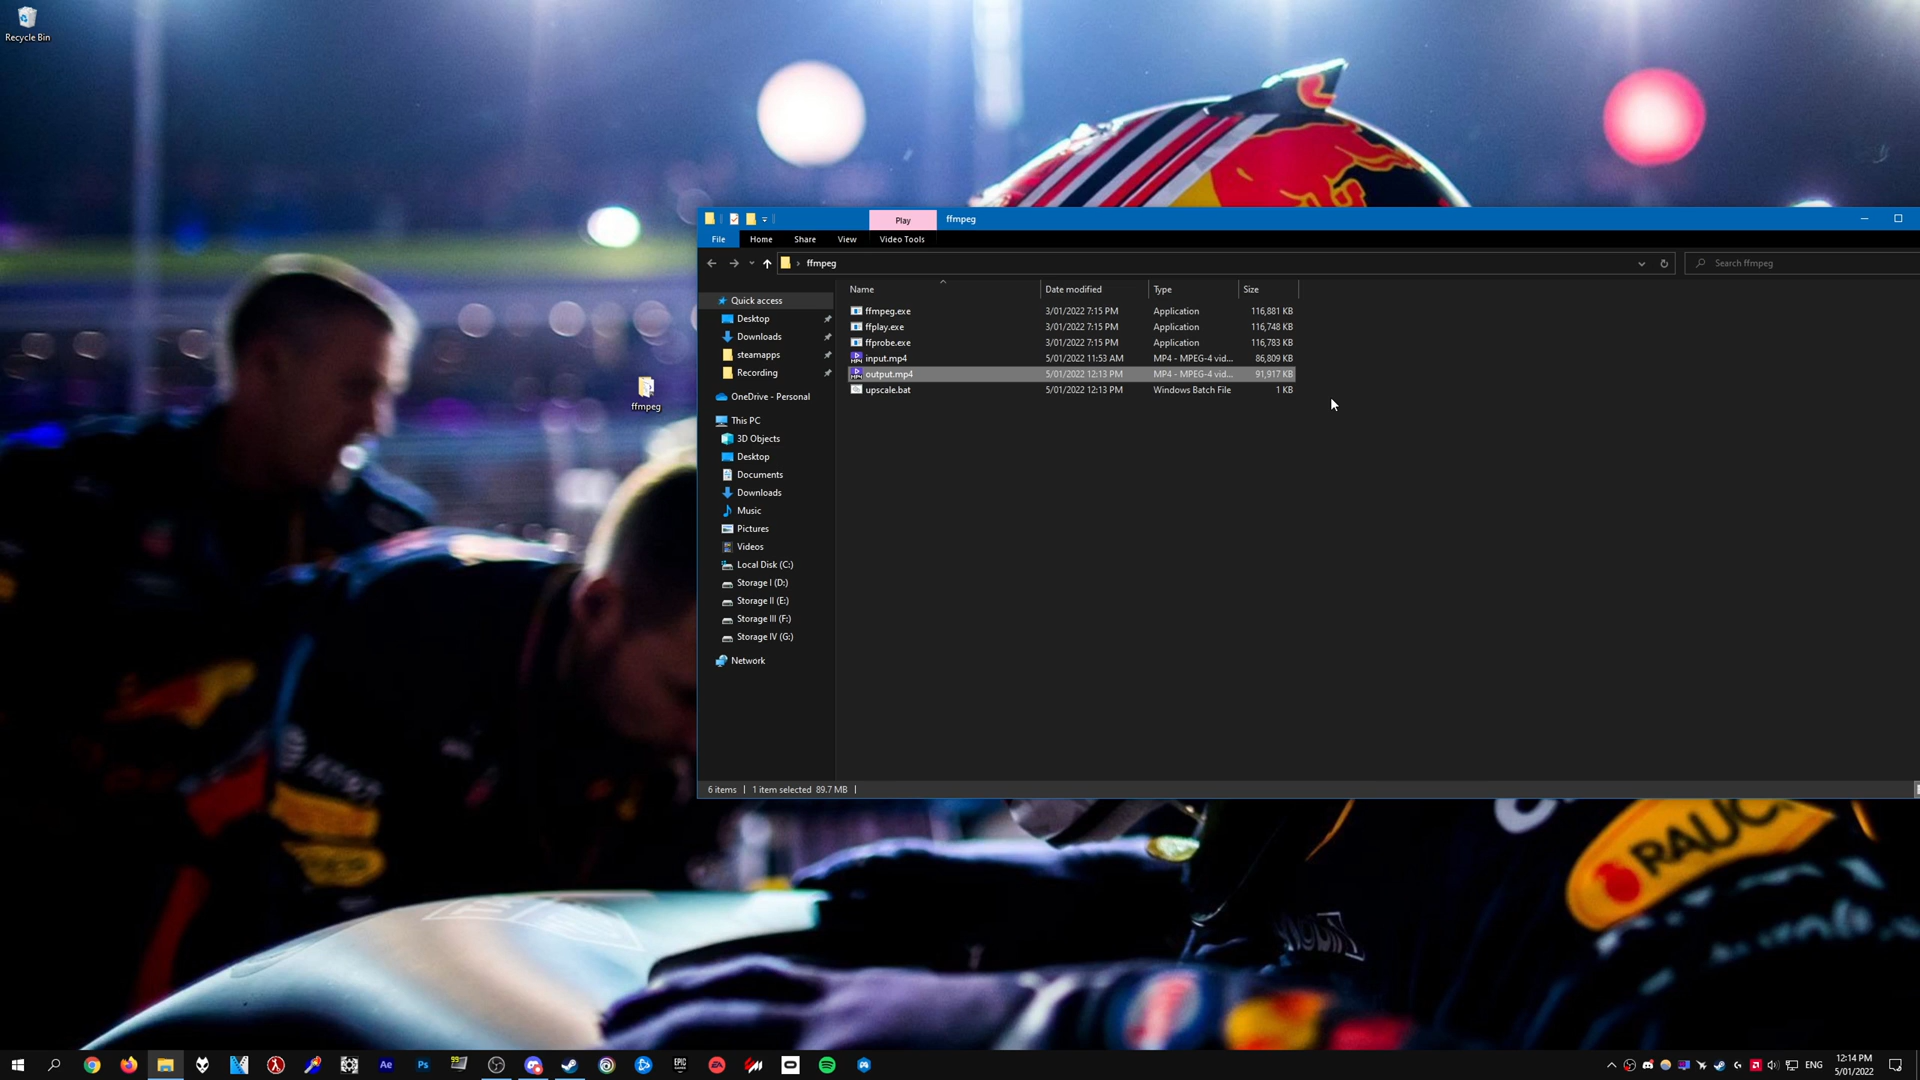 Recycle Bin
Play
ffmpeg
File Home Share View Video Tools
› ffmpeg
Search ffmpeg
Name Date modified Type Size
Quick access
Desktop
Downloads
steamapps
Recording
OneDrive - Personal
This PC
3D Objects
Desktop
Documents
Downloads
Music
Pictures
Videos
Local Disk (C:)
Storage I (D:)
Storage II (E:)
Storage III (F:)
Storage IV (G:)
Network
ffmpeg.exe 3/01/2022 7:15 PM Application 116,881 KB
ffplay.exe 3/01/2022 7:15 PM Application 116,748 KB
ffprobe.exe 3/01/2022 7:15 PM Application 116,783 KB
input.mp4 5/01/2022 11:53 AM MP4 - MPEG-4 vid... 86,809 KB
output.mp4 5/01/2022 12:13 PM MP4 - MPEG-4 vid... 91,917 KB
upscale.bat 5/01/2022 12:13 PM Windows Batch File 1 KB
6 items | 1 item selected 89.7 MB |
ffmpeg
RAUC
Ae
Ps
99
EPIC
EA
ENG
12:14 PM
5/01/2022